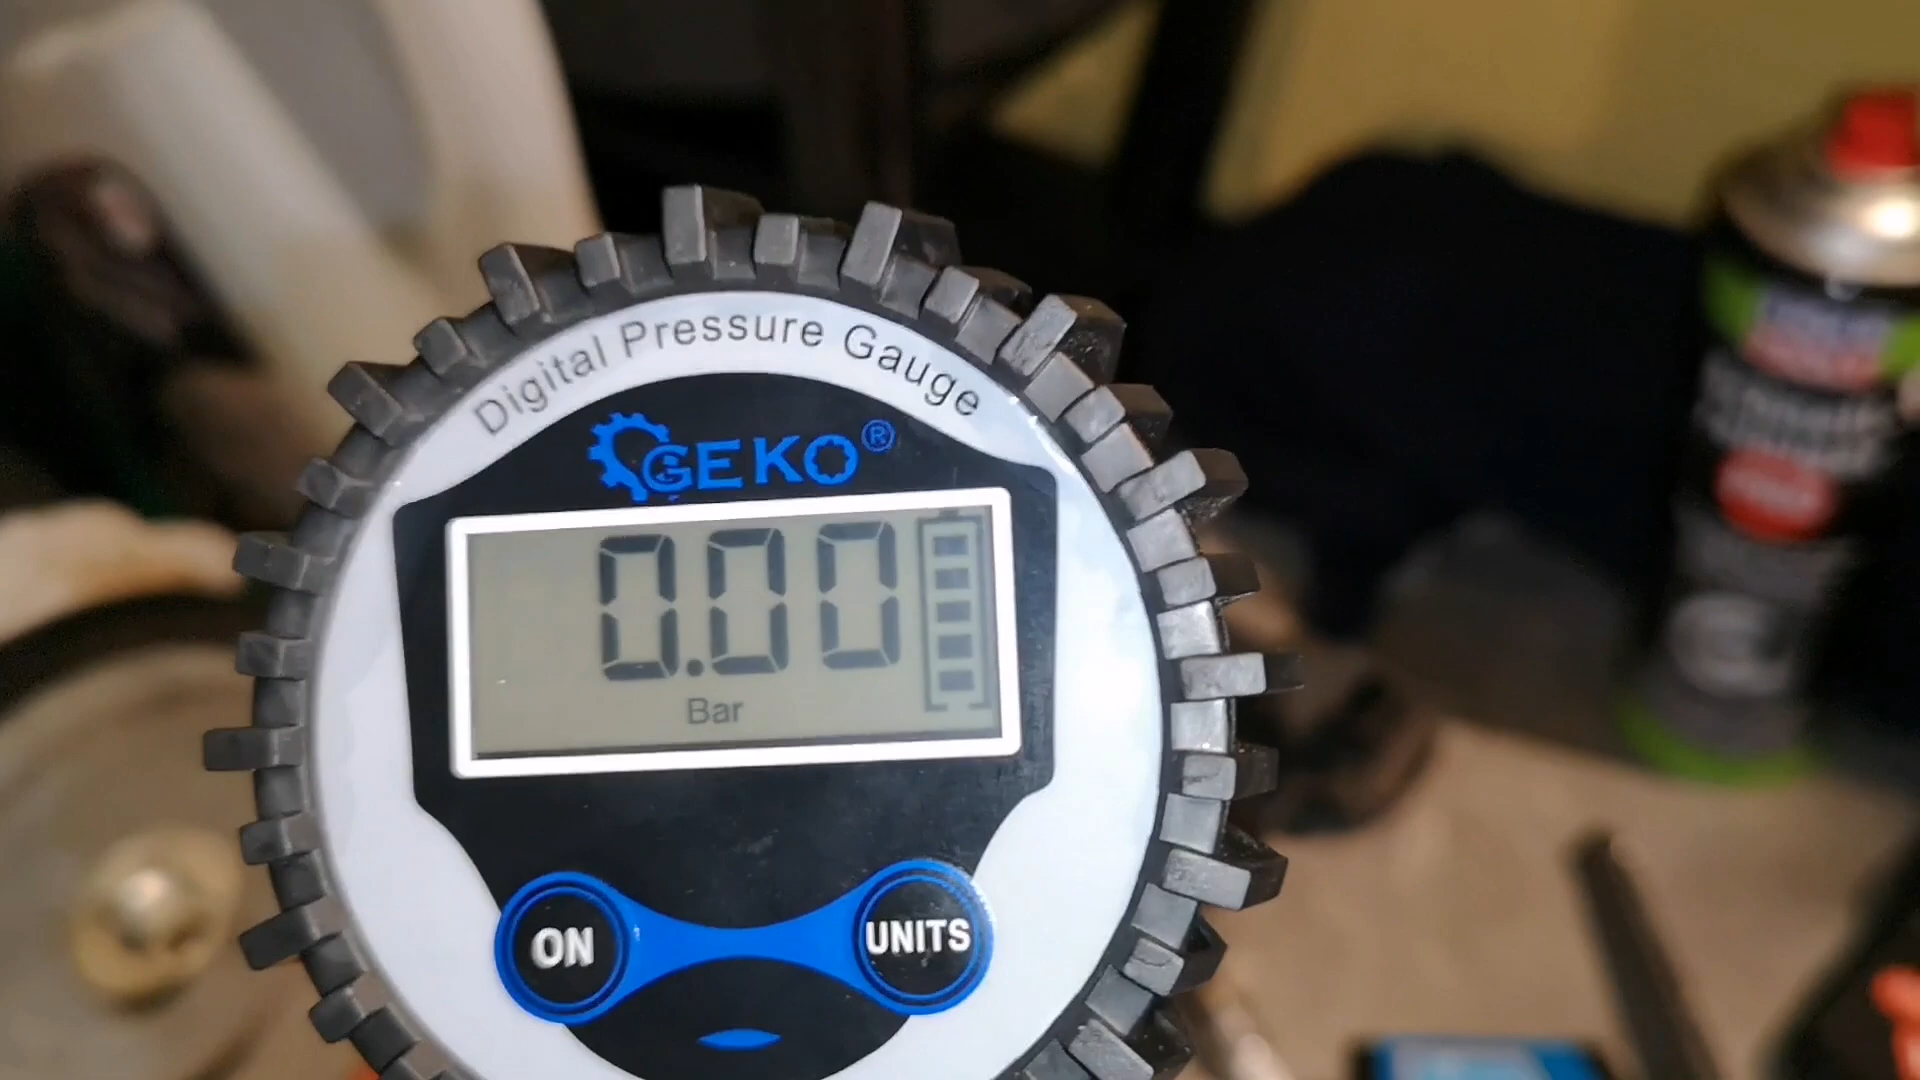 Digital Pressure Gauge
GEKO®
0.00
Bar
ON
UNITS